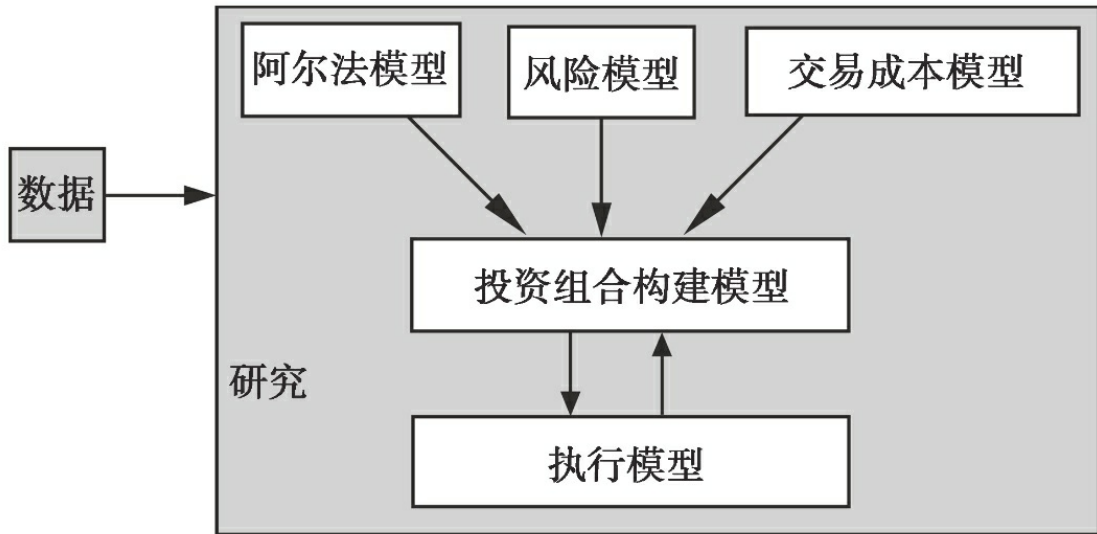 阿尔法模型
风险模型
交易成本模型
数据
投资组合构建模型
研究
执行模型